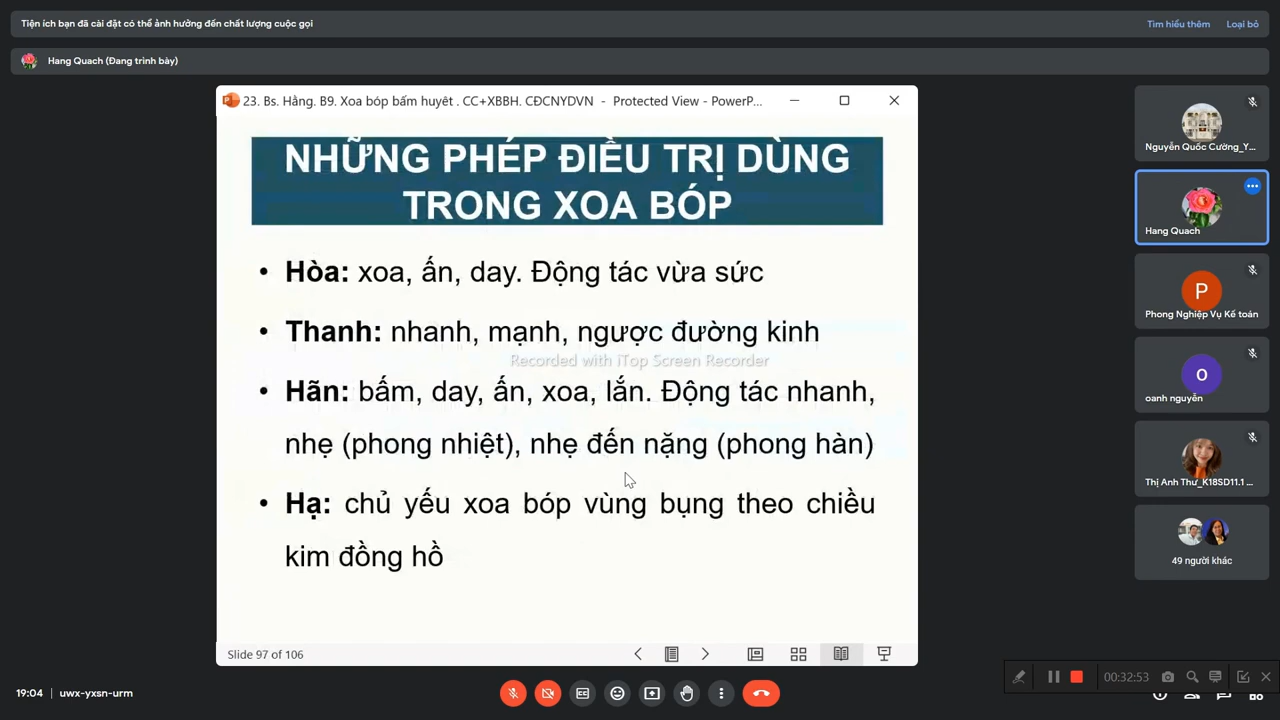 Tiện ích bạn đã cài đặt có thể ảnh hưởng đến chất lượng cuộc gọi
Tìm hiểu thêm
Loại bỏ
Hang Quach (Đang trình bày)
23. Bs. Hằng. B9. Xoa bóp bấm huyệt . CC+XBBH. CĐCNYDVN - Protected View - PowerP...
NHỮNG PHÉP ĐIỀU TRỊ DÙNG
TRONG XOA BÓP
• Hòa: xoa, ấn, day. Động tác vừa sức
• Thanh: nhanh, mạnh, ngược đường kinh
Recorded with iTop Screen Recorder
• Hãn: bấm, day, ấn, xoa, lắn. Động tác nhanh,
nhẹ (phong nhiệt), nhẹ đến nặng (phong hàn)
• Hạ: chủ yếu xoa bóp vùng bụng theo chiều
kim đồng hồ
Slide 97 of 106
Nguyễn Quốc Cường_Y...
Hang Quach
P
Phong Nghiệp Vụ Kế toán
O
oanh nguyễn
Thị Anh Thư_K18SD11.1 ...
49 người khác
19:04 | uwx-yxsn-urm
00:32:53